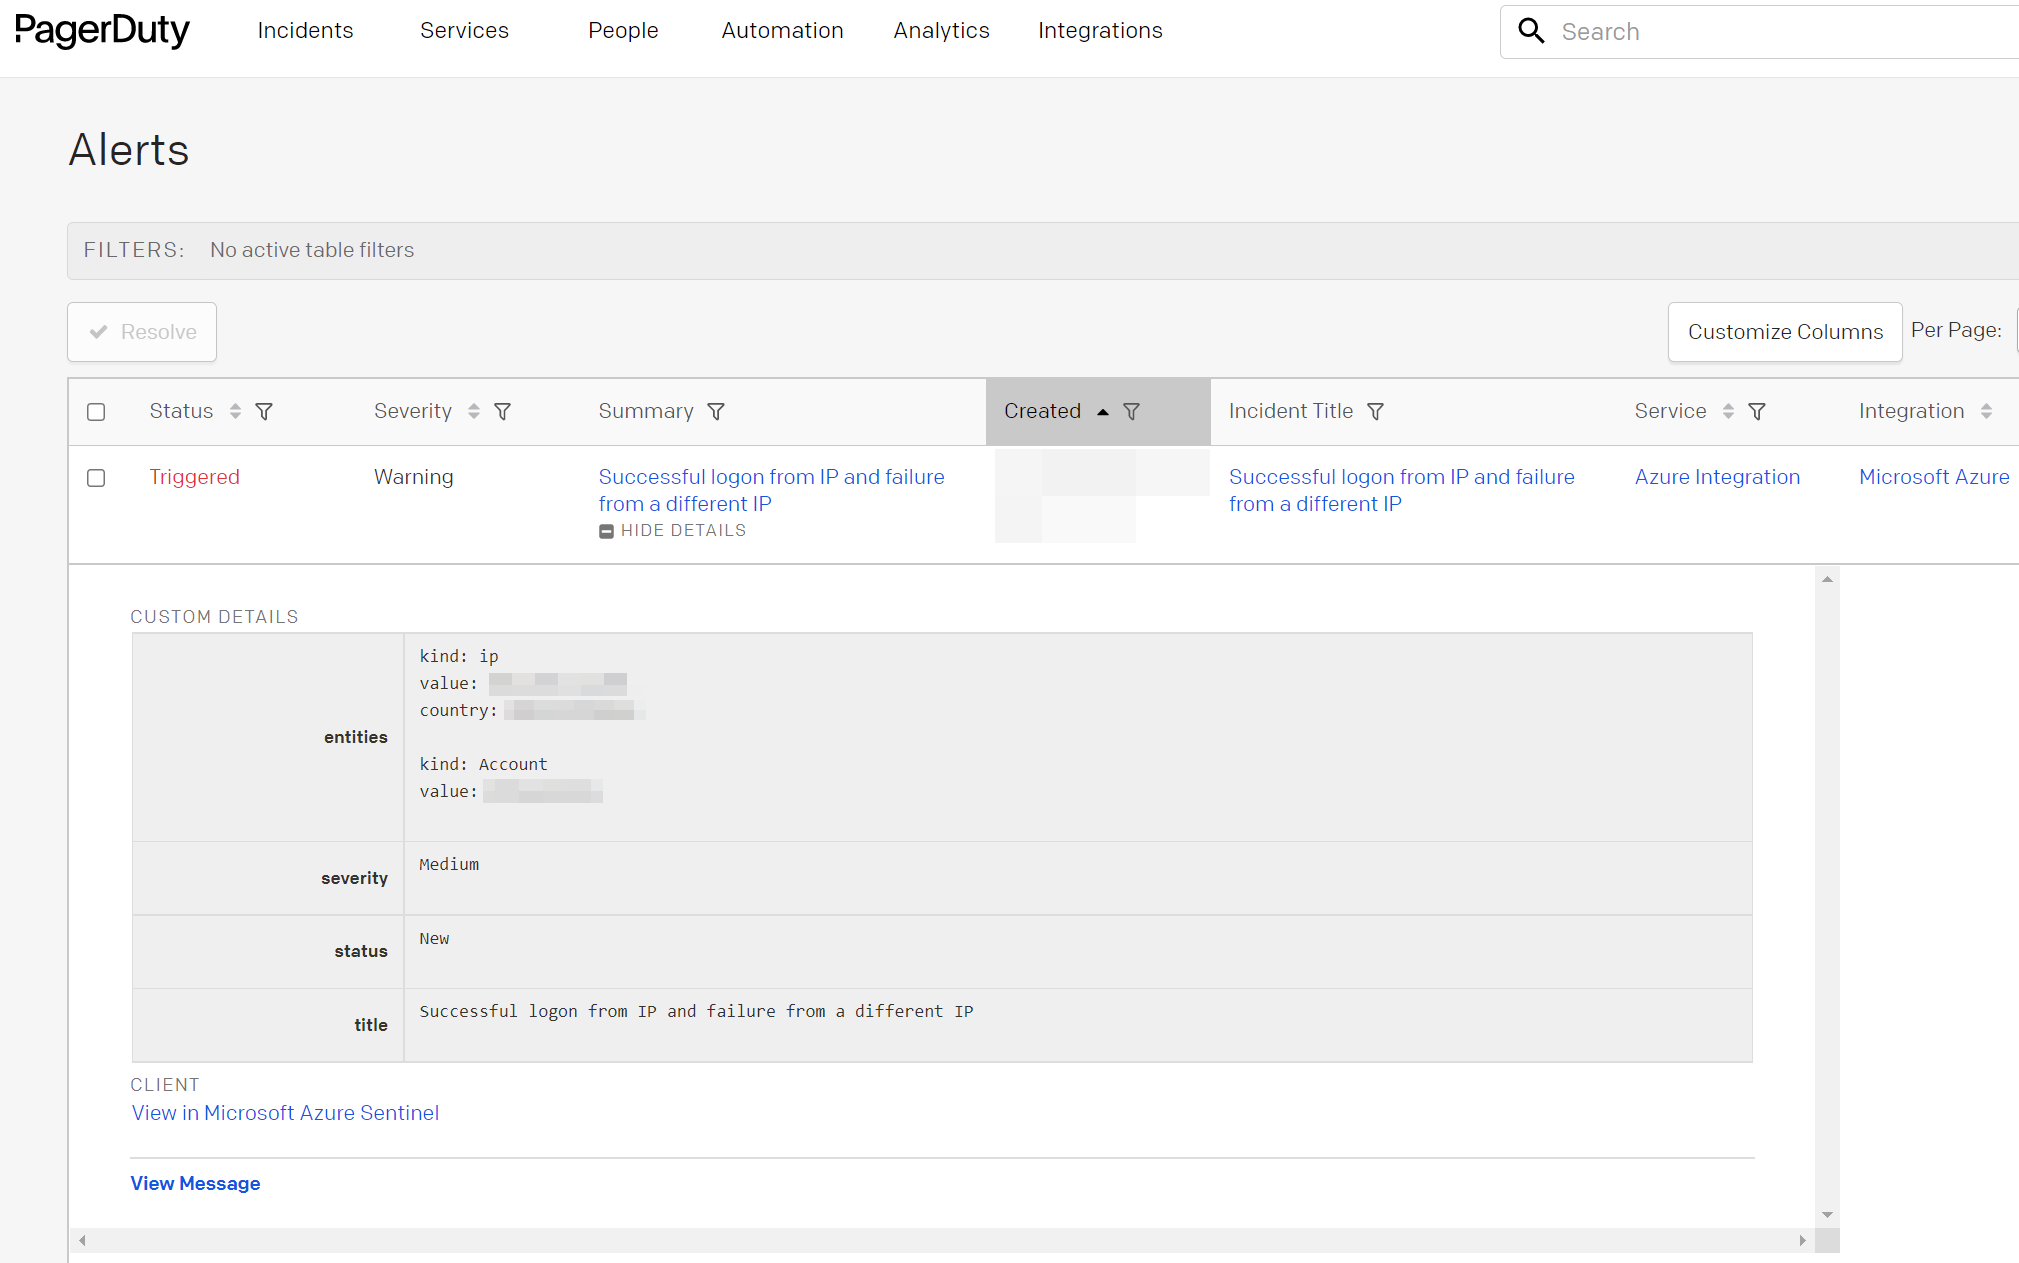 PagerDuty Incidents Services People Automation Analytics Integrations Search
Alerts
FILTERS: No active table filters
Resolve Customize Columns Per Page:
Status Severity Summary Created Incident Title Service Integration
Triggered Warning Successful logon from IP and failure Successful logon from IP and failure Azure Integration Microsoft Azure
from a different IP from a different IP
HIDE DETAILS
CUSTOM DETAILS
kind: ip
value:
country:
entities
kind: Account
value:
Medium
severity
New
status
Successful logon from IP and failure from a different IP
title
CLIENT
View in Microsoft Azure Sentinel
View Message